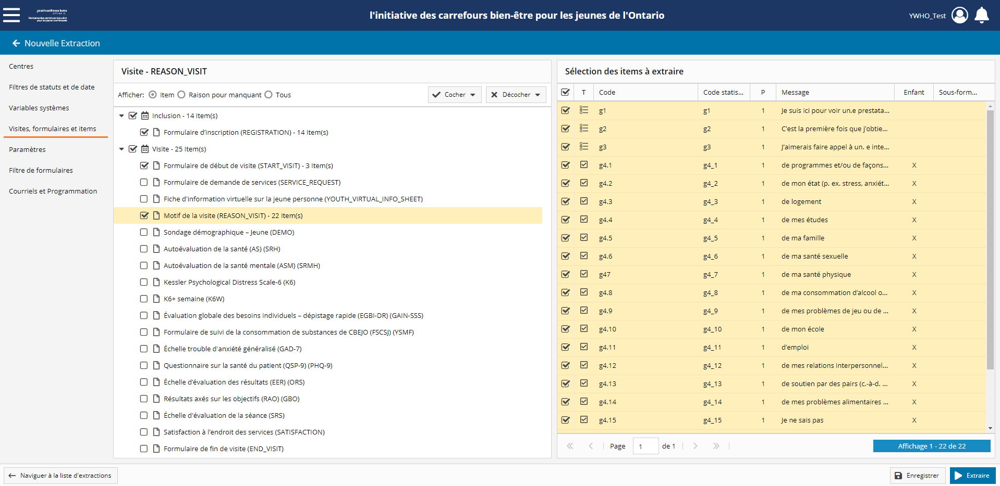 youth wellness hubs
ONTARIO
l'initiative des carrefours bien-être
pour les jeunes de l'Ontario
l'initiative des carrefours bien-être pour les jeunes de l'Ontario
YWHO_Test
Nouvelle Extraction
Centres
Filtres de statuts et de date
Variables systèmes
Visites, formulaires et items
Paramètres
Filtre de formulaires
Courriels et Programmation
Visite - REASON_VISIT
Afficher: Item Raison pour manquant Tous
Cocher
Décocher
Inclusion - 14 Item(s)
Formulaire d’inscription (REGISTRATION) - 14 Item(s)
Visite - 25 Item(s)
Formulaire de début de visite (START_VISIT) - 3 Item(s)
Formulaire de demande de services (SERVICE_REQUEST)
Fiche d'information virtuelle sur la jeune personne (YOUTH_VIRTUAL_INFO_SHEET)
Motif de la visite (REASON_VISIT) - 22 Item(s)
Sondage démographique – Jeune (DEMO)
Autoévaluation de la santé (AS) (SRH)
Autoévaluation de la santé mentale (ASM) (SRMH)
Kessler Psychological Distress Scale-6 (K6)
K6+ semaine (K6W)
Évaluation globale des besoins individuels – dépistage rapide (EGBI-DR) (GAIN-SSS)
Formulaire de suivi de la consommation de substances de CBEJO (FSCSJ) (YSMF)
Échelle trouble d'anxiété généralisé (GAD-7)
Questionnaire sur la santé du patient (QSP-9) (PHQ-9)
Échelle d’évaluation des résultats (EER) (ORS)
Résultats axés sur les objectifs (RAO) (GBO)
Échelle d'évaluation de la séance (SRS)
Satisfaction à l’endroit des services (SATISFACTION)
Formulaire de fin de visite (END_VISIT)
Sélection des items à extraire
T Code Code statis... P Message Enfant Sous-form...
g1 g1 1 Je suis ici pour voir un.e prestata...
g2 g2 1 C’est la première fois que j’obtie...
g3 g3 1 J’aimerais faire appel à un. e inte...
g4.1 g4_1 1 de programmes et/ou de façons... X
g4.2 g4_2 1 de mon état (p. ex. stress, anxiét... X
g4.3 g4_3 1 de logement X
g4.4 g4_4 1 de mes études X
g4.5 g4_5 1 de ma famille X
g4.6 g4_6 1 de ma santé sexuelle X
g47 g4_7 1 de ma santé physique X
g4.8 g4_8 1 de ma consommation d’alcool o... X
g4.9 g4_9 1 de mes problèmes de jeu ou de ... X
g4.10 g4_10 1 de mon école X
g4.11 g4_11 1 d’emploi X
g4.12 g4_12 1 de mes relations interpersonnel... X
g4.13 g4_13 1 de soutien par des pairs (c.-à-d. ... X
g4.14 g4_14 1 de mes problèmes alimentaires ... X
g4.15 g4_15 1 Je ne sais pas X
Page 1 de 1
Affichage 1 - 22 de 22
Naviguer à la liste d'extractions
Enregistrer
Extraire